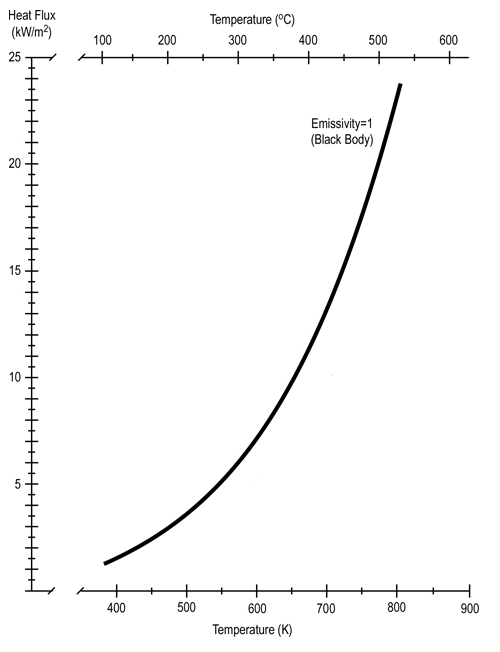 Heat Flux
(kW/m²)
Temperature (ºC)
100 200 300 400 500 600
25
20
15
10
5
Emissivity=1
(Black Body)
400 500 600 700 800 900
Temperature (K)